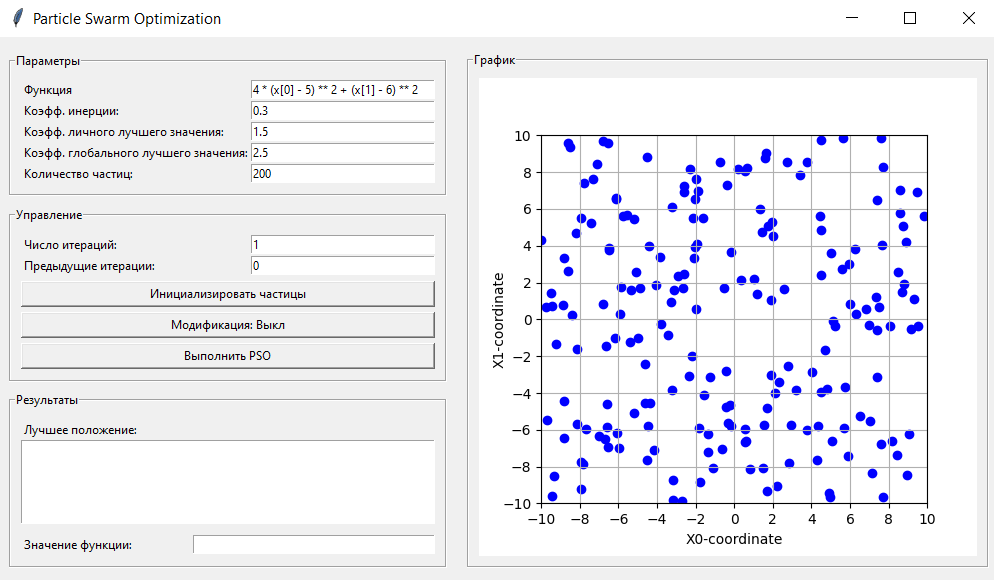 Particle Swarm Optimization
Параметры
Функция 4 * (x[0] - 5) ** 2 + (x[1] - 6) ** 2
Коэфф. инерции: 0.3
Коэфф. личного лучшего значения: 1.5
Коэфф. глобального лучшего значения: 2.5
Количество частиц: 200
Управление
Число итераций: 1
Предыдущие итерации: 0
Инициализировать частицы
Модификация: Выкл
Выполнить PSO
Результаты
Лучшее положение:
Значение функции:
График
10
8
6
4
2
0
−2
−4
−6
−8
−10
X1-coordinate
−10 −8 −6 −4 −2 0 2 4 6 8 10
X0-coordinate